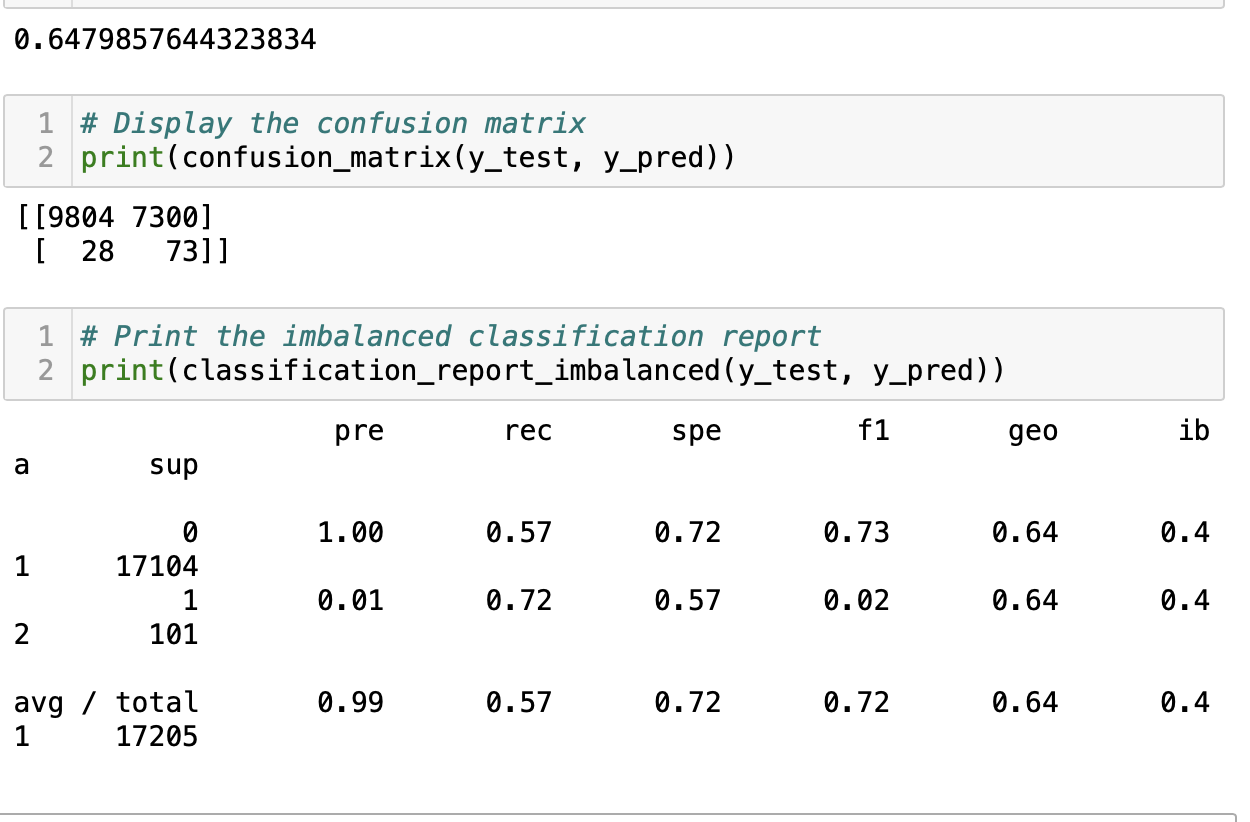 0.6479857644323834
1 # Display the confusion matrix
2 print(confusion_matrix(y_test, y_pred))
[[9804 7300]
 [  28   73]]
1 # Print the imbalanced classification report
2 print(classification_report_imbalanced(y_test, y_pred))
                   pre       rec       spe        f1       geo       ib
a       sup
          0       1.00      0.57      0.72      0.73      0.64      0.4
1     17104
          1       0.01      0.72      0.57      0.02      0.64      0.4
2       101
avg / total       0.99      0.57      0.72      0.72      0.64      0.4
1     17205